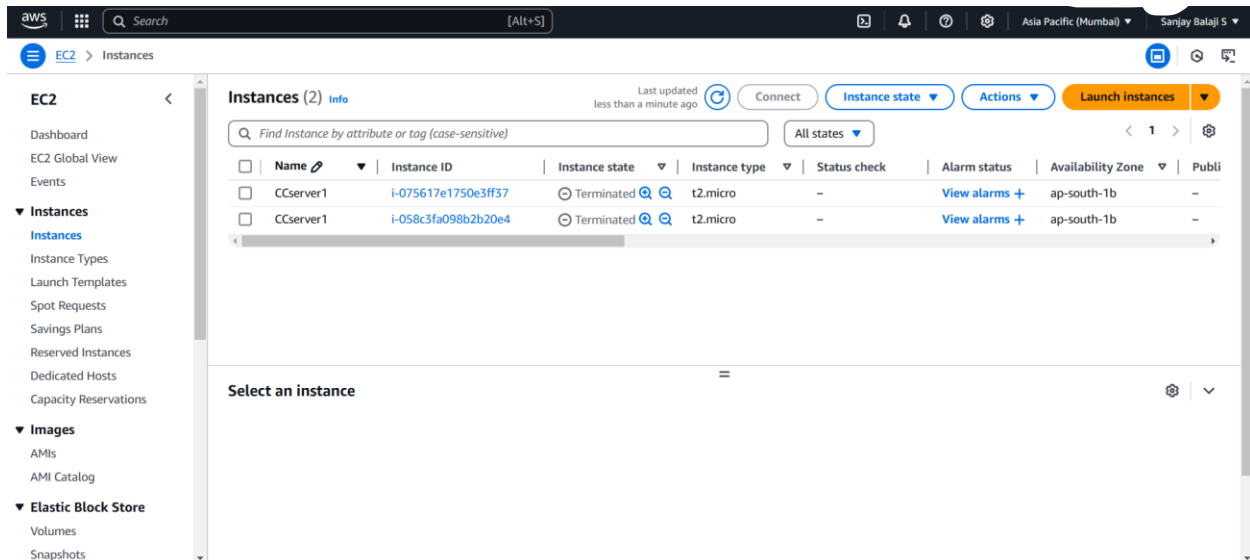 aws Search [Alt+S] Asia Pacific (Mumbai) Sanjay Balaji S
EC2 > Instances
EC2
Dashboard
EC2 Global View
Events
Instances
Instances
Instance Types
Launch Templates
Spot Requests
Savings Plans
Reserved Instances
Dedicated Hosts
Capacity Reservations
Images
AMIs
AMI Catalog
Elastic Block Store
Volumes
Snapshots
Instances (2) Info
Last updated
less than a minute ago
Connect Instance state Actions Launch instances
Find Instance by attribute or tag (case-sensitive) All states < 1 >
Name Instance ID Instance state Instance type Status check Alarm status Availability Zone Publi
CCserver1 i-075617e1750e3ff37 Terminated t2.micro – View alarms + ap-south-1b –
CCserver1 i-058c3fa098b2b20e4 Terminated t2.micro – View alarms + ap-south-1b –
Select an instance